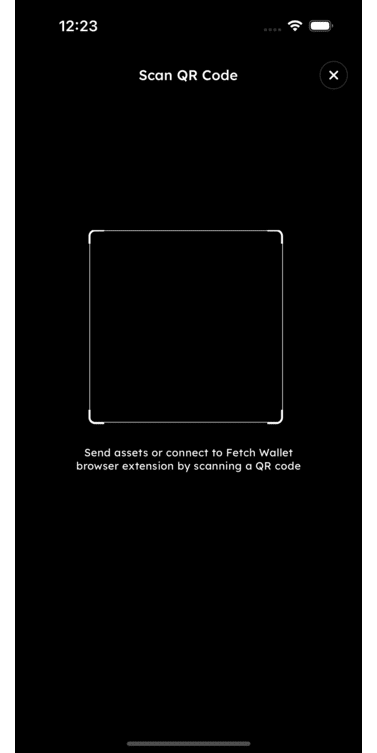 12:23
Scan QR Code
Send assets or connect to Fetch Wallet
browser extension by scanning a QR code